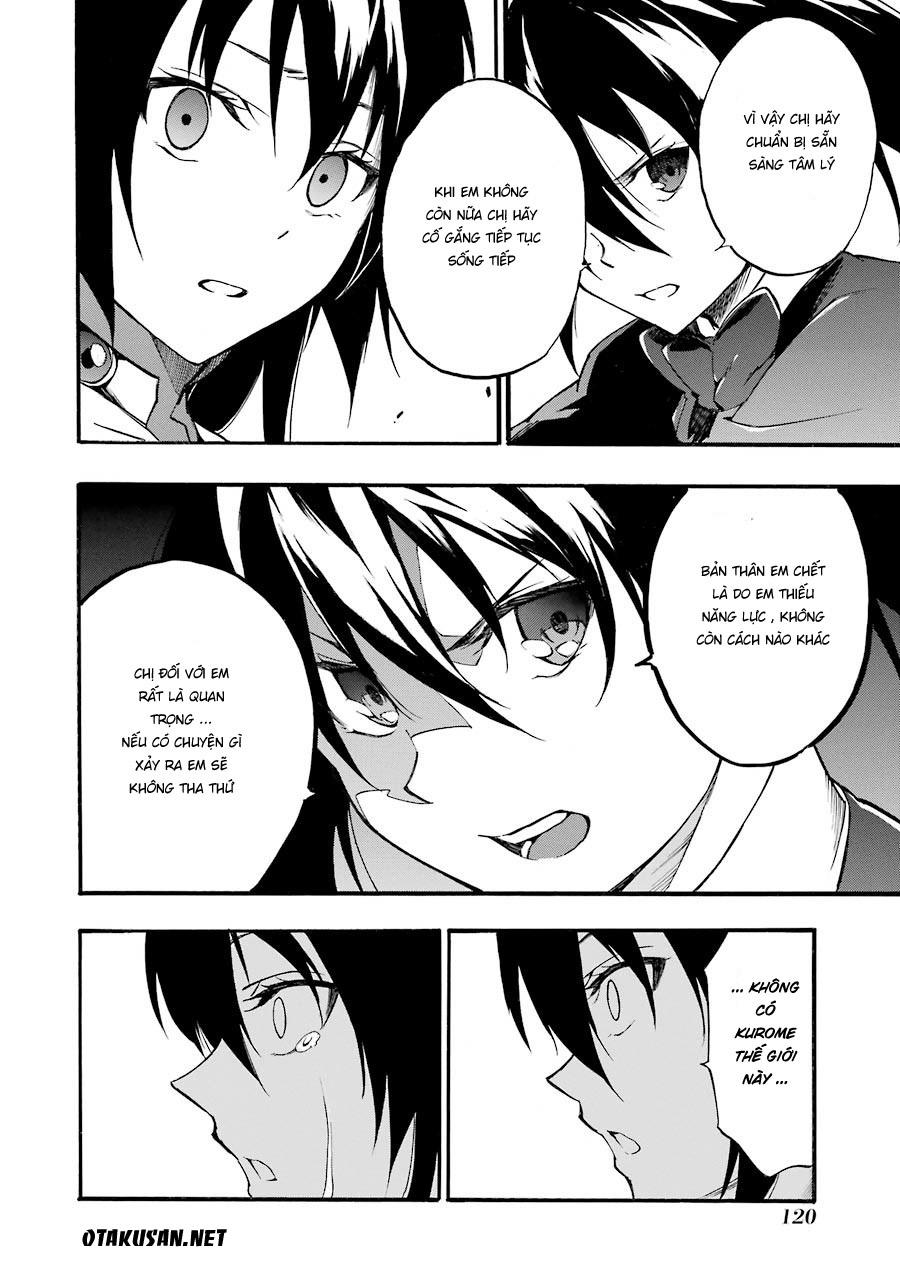 VÌ VẬY CHỊ HÃY
CHUẨN BỊ SẴN
SÀNG TÂM LÝ
KHI EM KHÔNG
CÒN NỮA CHỊ HÃY
CỐ GẮNG TIẾP TỤC
SỐNG TIẾP
BẢN THÂN EM CHẾT
LÀ DO EM THIẾU
NĂNG LỰC , KHÔNG
CÒN CÁCH NÀO KHÁC
CHỊ ĐỐI VỚI EM
RẤT LÀ QUAN
TRỌNG ...
NẾU CÓ CHUYỆN GÌ
XẢY RA EM SẼ
KHÔNG THA THỨ
... KHÔNG
CÓ
KUROME
THẾ GIỚI
NÀY ...
120
OTAKUSAN.NET